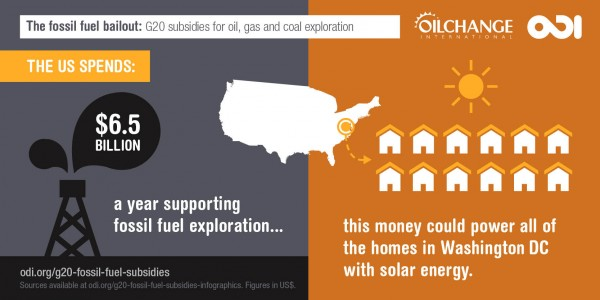 The fossil fuel bailout: G20 subsidies for oil, gas and coal exploration
OILCHANGE
INTERNATIONAL
ODI
THE US SPENDS:
$6.5
BILLION
a year supporting
fossil fuel exploration...
this money could power all of
the homes in Washington DC
with solar energy.
odi.org/g20-fossil-fuel-subsidies
Sources available at odi.org/g20-fossil-fuel-subsidies-infographics. Figures in US$.